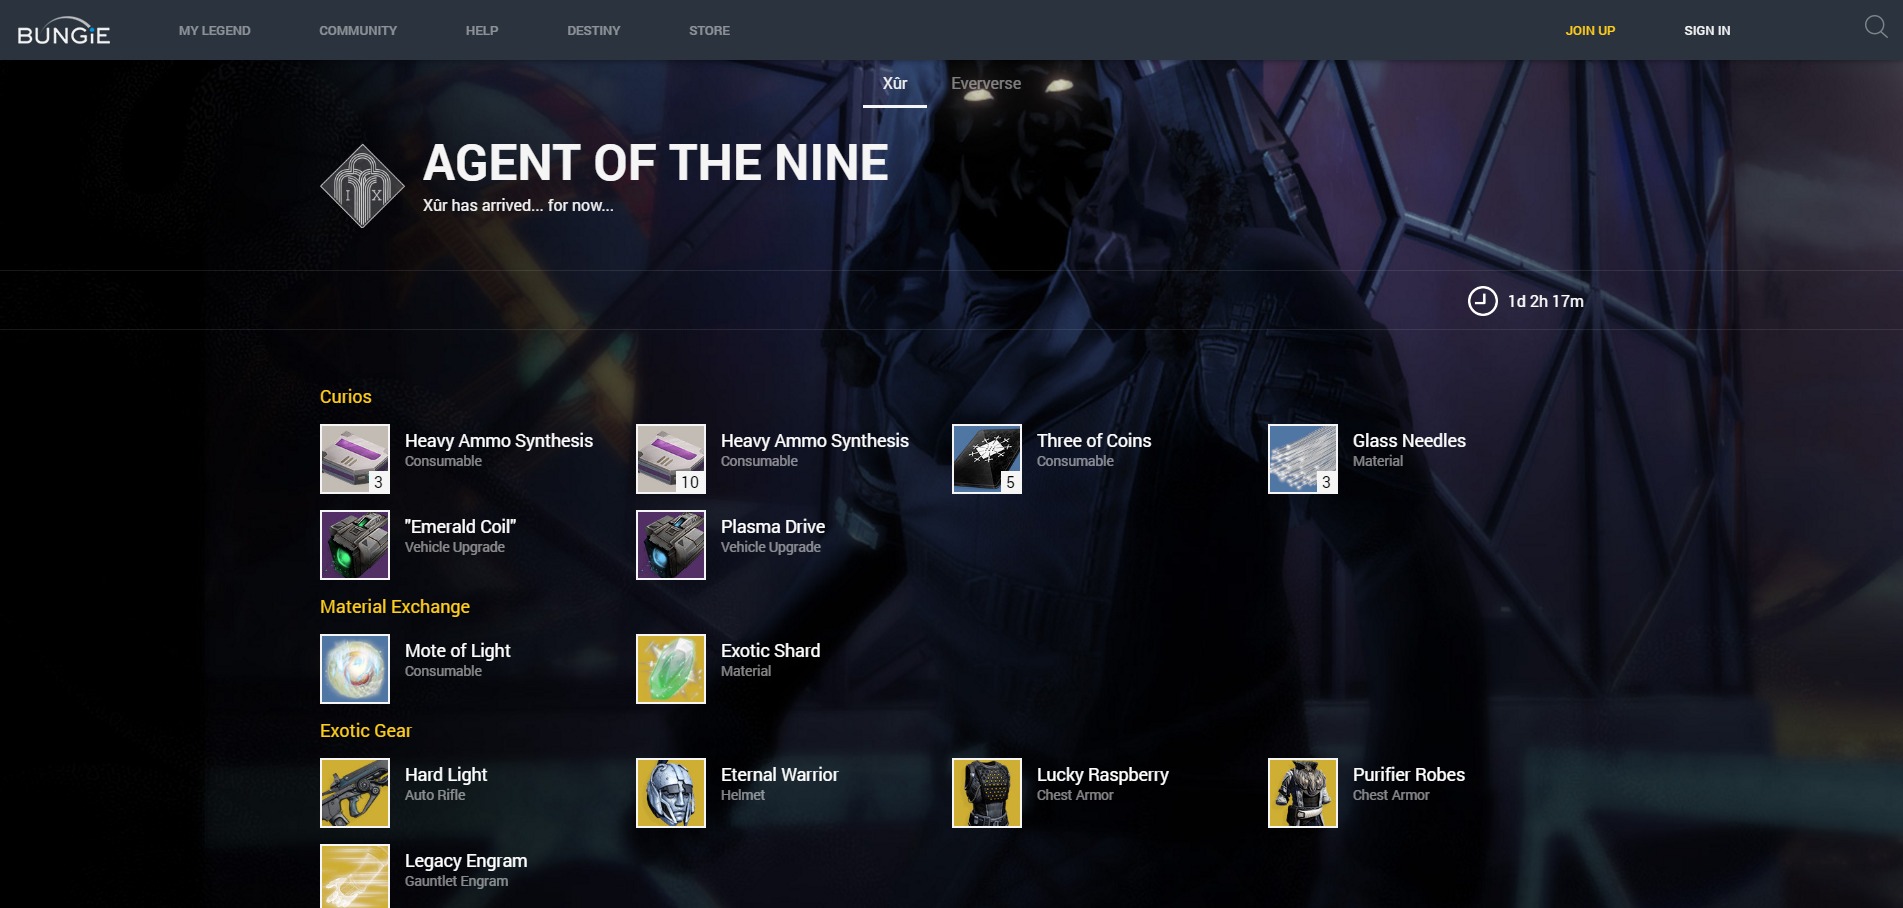 BUNGiE
MY LEGEND
COMMUNITY
HELP
DESTINY
STORE
JOIN UP
SIGN IN
Xûr
Eververse
AGENT OF THE NINE
I X
Xûr has arrived... for now...
1d 2h 17m
Curios
Heavy Ammo Synthesis
Consumable
3
Heavy Ammo Synthesis
Consumable
10
Three of Coins
Consumable
5
Glass Needles
Material
3
"Emerald Coil"
Vehicle Upgrade
Plasma Drive
Vehicle Upgrade
Material Exchange
Mote of Light
Consumable
Exotic Shard
Material
Exotic Gear
Hard Light
Auto Rifle
Eternal Warrior
Helmet
Lucky Raspberry
Chest Armor
Purifier Robes
Chest Armor
Legacy Engram
Gauntlet Engram